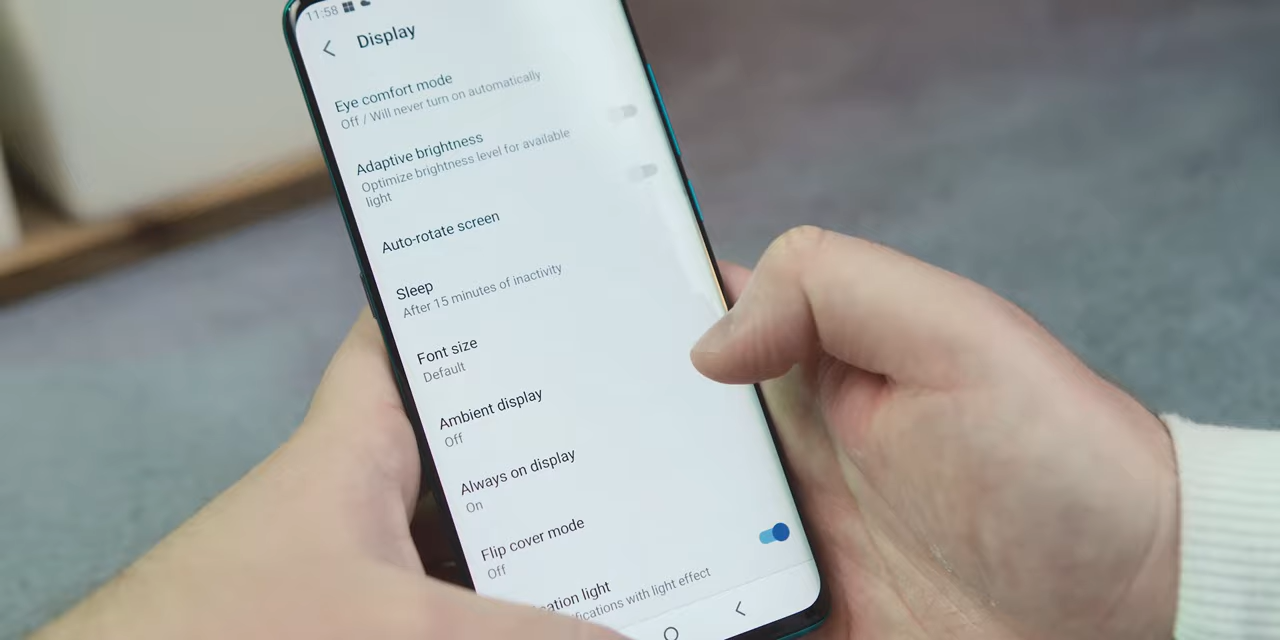 11:58
Display
Eye comfort mode
Off / Will never turn on automatically
Adaptive brightness
Optimize brightness level for available
light
Auto-rotate screen
Sleep
After 15 minutes of inactivity
Font size
Default
Ambient display
Off
Always on display
On
Flip cover mode
Off
light
with light effect